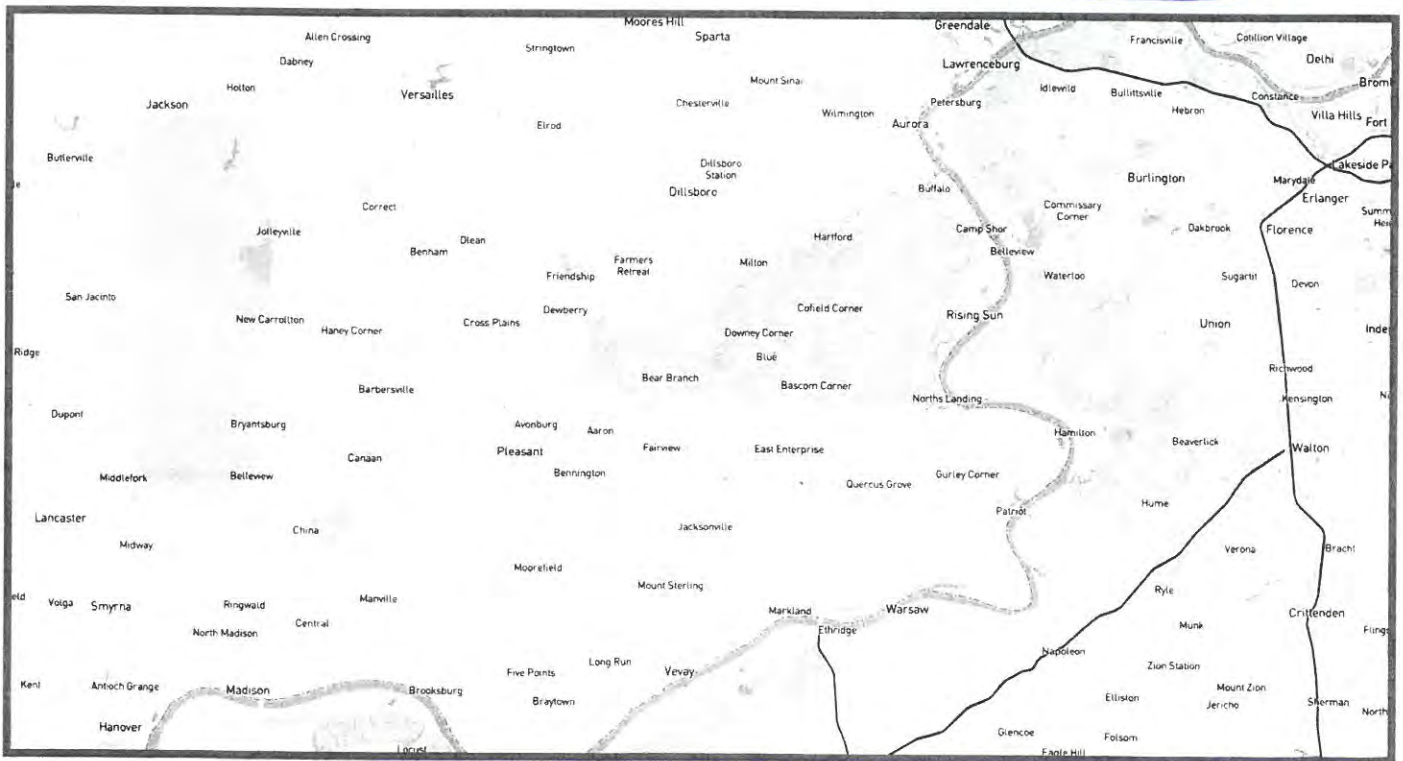 Moores Hill
Greendale
Allen Crossing
Sparta
Francisville
Cotillion Village
Stringtown
Dabney
Delhi
Lawrenceburg
Mount Sinai
Holton
Idlewild
Versailles
Bullittsville
Constance
Jackson
Chesterville
Petersburg
Hebron
Wilmington
Villa Hills
Fort
Elrod
Aurora
Butlerville
Dillsboro
Station
Lakeside Pa
Burlington
Marydale
Dillsboro
Buffalo
Erlanger
Correct
Commissary
Corner
Summ
Camp Shor
Oakbrook
Florence
Jolleyville
Hartford
Olean
Benham
Belleview
Farmers
Retreat
Milton
Friendship
Waterloo
Sugartit
Devon
San Jacinto
Dewberry
Cofield Corner
New Carrollton
Rising Sun
Haney Corner
Cross Plains
Union
Inde
Downey Corner
Ridge
Blue
Richwood
Bear Branch
Bascom Corner
Barbersville
Norths Landing
Kensington
Dupont
Bryantsburg
Avonburg
Aaron
Hamilton
Beaverlick
Pleasant
Fairview
East Enterprise
Walton
Canaan
Middlefork
Belleview
Bennington
Quercus Grove
Gurley Corner
Hume
Patriot
Lancaster
China
Jacksonville
Midway
Verona
Bracht
Moorefield
Mount Sterling
Ryle
eld
Volga
Smyrna
Ringwald
Manville
Markland
Warsaw
Crittenden
North Madison
Central
Ethridge
Munk
Napoleon
Long Run
Zion Station
Five Points
Vevay
Kent
Antioch Grange
Madison
Brooksburg
Mount Zion
Elliston
Jericho
Sherman
Braytown
North
Hanover
Glencoe
Folsom
Locust
Eagle Hill